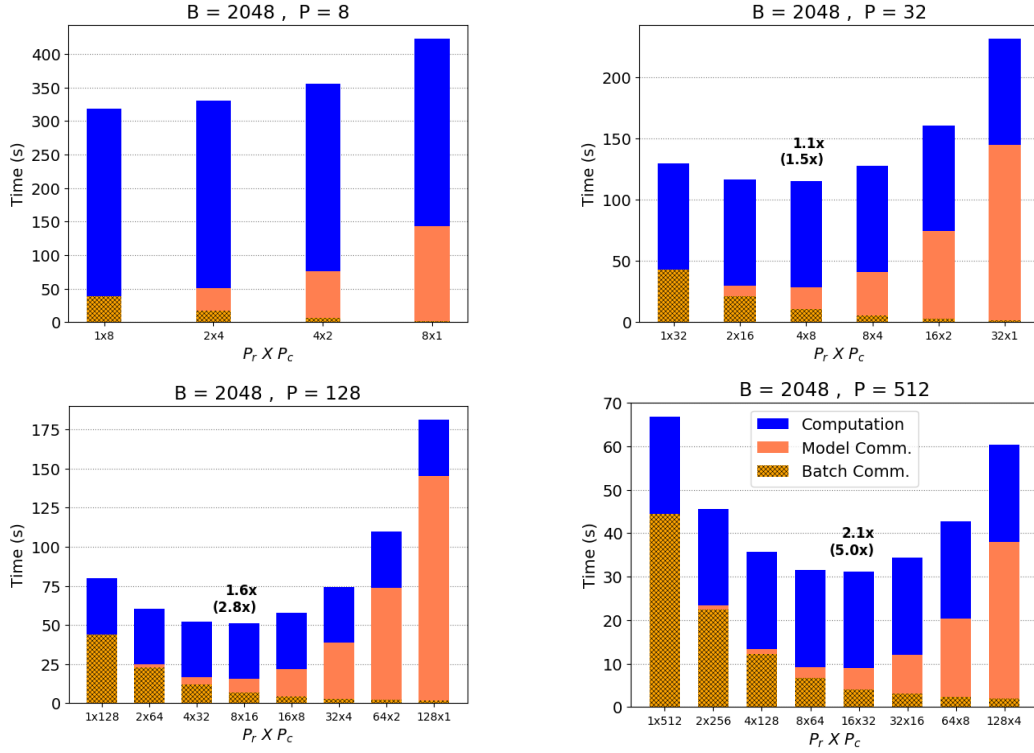 B = 2048 , P = 8
Time (s)
400
350
300
250
200
150
100
50
0
1x8 2x4 4x2 8x1
P_r X P_c
B = 2048 , P = 32
Time (s)
200
150
100
50
0
1.1x
(1.5x)
1x32 2x16 4x8 8x4 16x2 32x1
P_r X P_c
B = 2048 , P = 128
Time (s)
175
150
125
100
75
50
25
0
1.6x
(2.8x)
1x128 2x64 4x32 8x16 16x8 32x4 64x2 128x1
P_r X P_c
B = 2048 , P = 512
Time (s)
70
60
50
40
30
20
10
0
Computation
Model Comm.
Batch Comm.
2.1x
(5.0x)
1x512 2x256 4x128 8x64 16x32 32x16 64x8 128x4
P_r X P_c